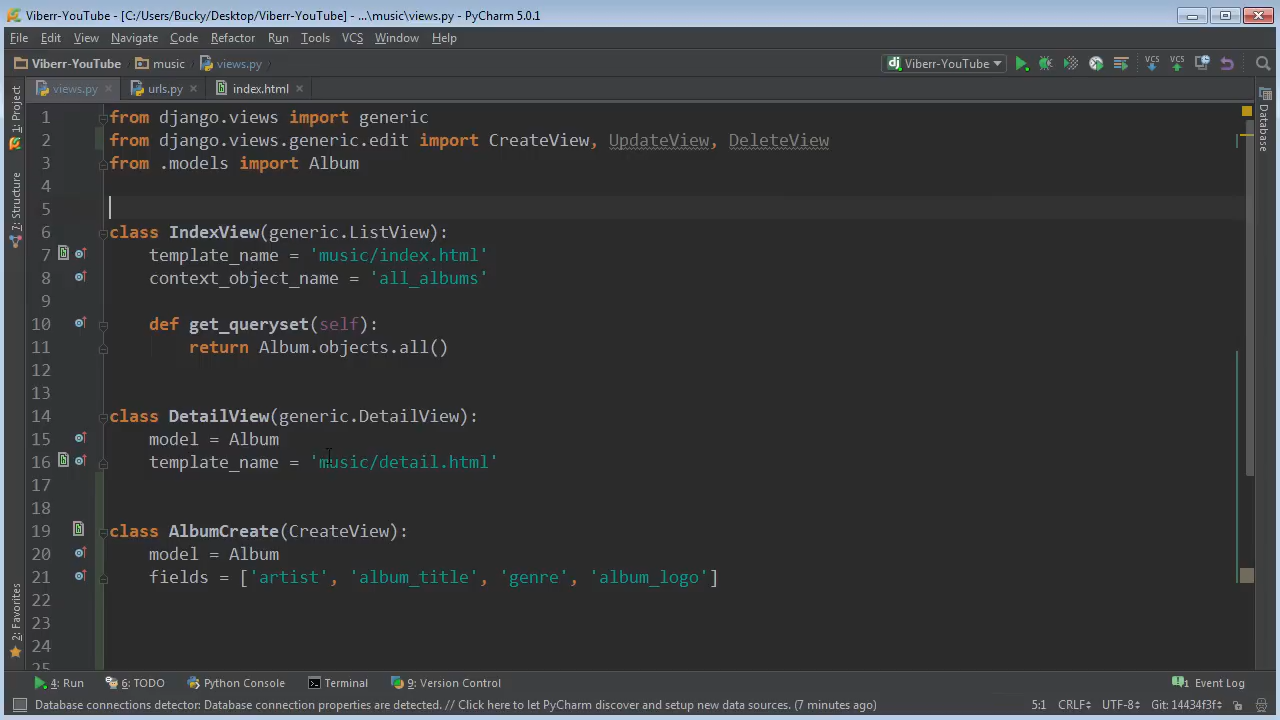 Viberr-YouTube - [C:/Users/Bucky/Desktop/Viberr-YouTube] - ...\music\views.py - PyCharm 5.0.1
File Edit View Navigate Code Refactor Run Tools VCS Window Help
Viberr-YouTube music views.py dj Viberr-YouTube VCS VCS
views.py urls.py index.html
1: Project
7: Structure
2: Favorites
Database
1 from django.views import generic
2 from django.views.generic.edit import CreateView, UpdateView, DeleteView
3 from .models import Album
4
5
6 class IndexView(generic.ListView):
7 template_name = 'music/index.html'
8 context_object_name = 'all_albums'
9
10 def get_queryset(self):
11 return Album.objects.all()
12
13
14 class DetailView(generic.DetailView):
15 model = Album
16 template_name = 'music/detail.html'
17
18
19 class AlbumCreate(CreateView):
20 model = Album
21 fields = ['artist', 'album_title', 'genre', 'album_logo']
22
23
24
25
4: Run 6: TODO Python Console Terminal 9: Version Control 1 Event Log
Database connections detector: Database connection properties are detected. // Click here to let PyCharm discover and setup new data sources. (7 minutes ago) 5:1 CRLF÷ UTF-8÷ Git: 14434f3f÷